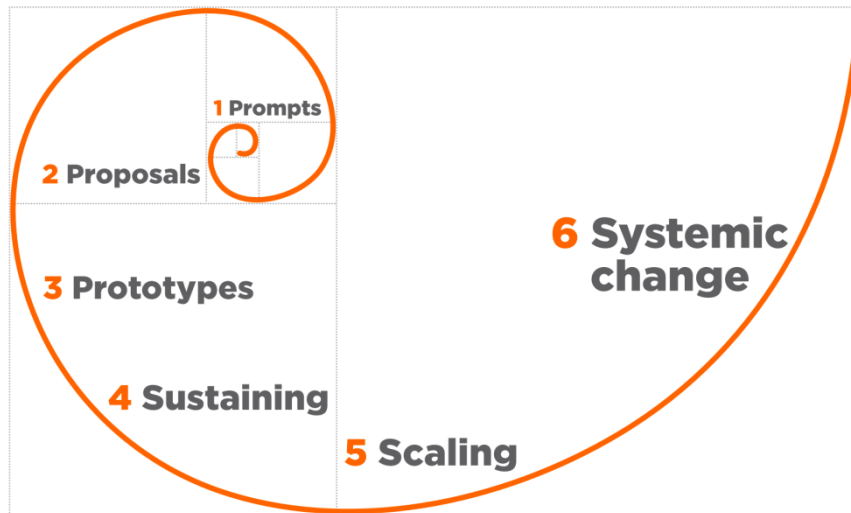 1 Prompts
2 Proposals
3 Prototypes
4 Sustaining
5 Scaling
6 Systemic
change